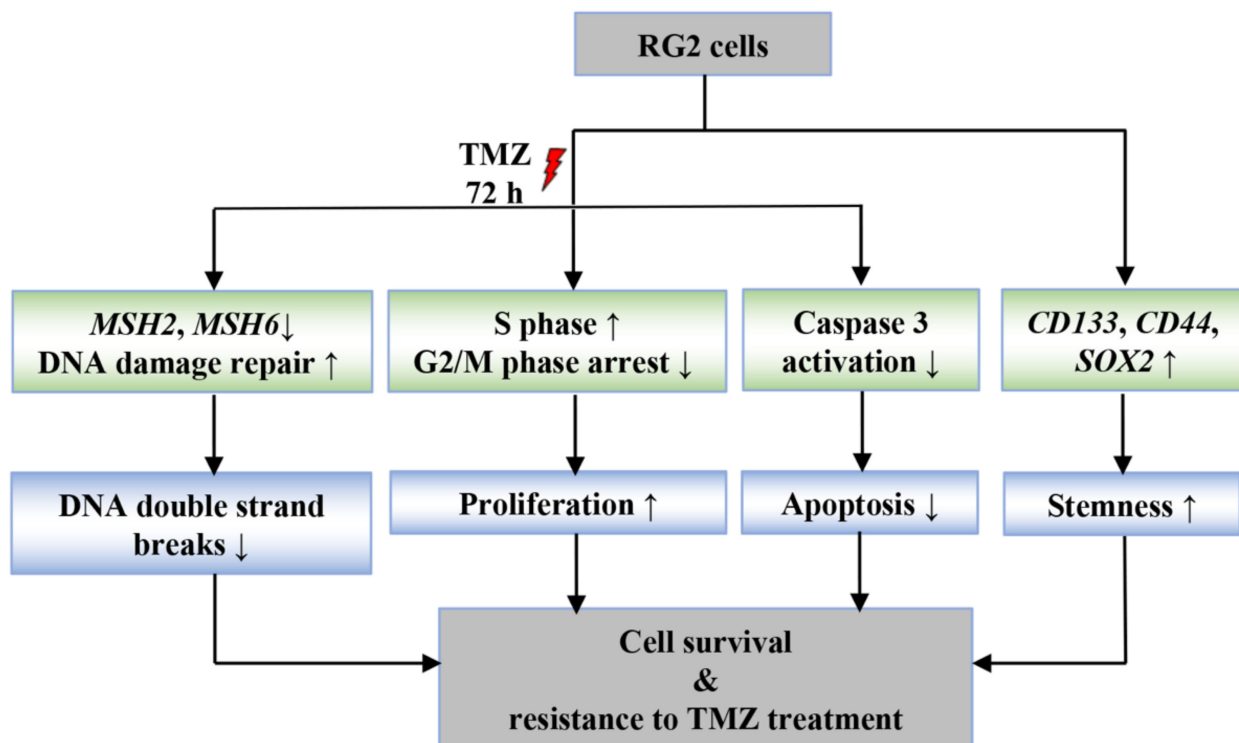 RG2 cells
TMZ
72 h
MSH2, MSH6↓
DNA damage repair ↑
S phase ↑
G2/M phase arrest ↓
Caspase 3
activation ↓
CD133, CD44,
SOX2 ↑
DNA double strand
breaks ↓
Proliferation ↑
Apoptosis ↓
Stemness ↑
Cell survival
&
resistance to TMZ treatment